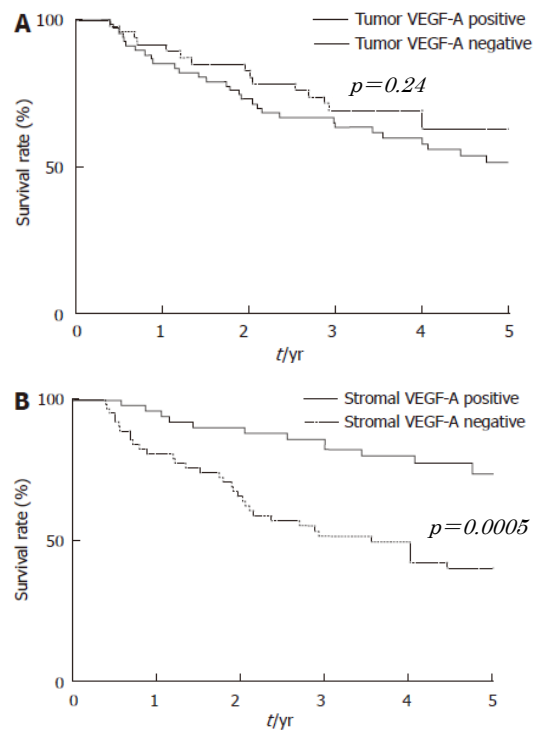 A
100
Tumor VEGF-A positive
Tumor VEGF-A negative
p=0.24
Survival rate (%)
50
0
0 1 2 3 4 5
t/yr
B
100
Stromal VEGF-A positive
Stromal VEGF-A negative
p=0.0005
Survival rate (%)
50
0
0 1 2 3 4 5
t/yr